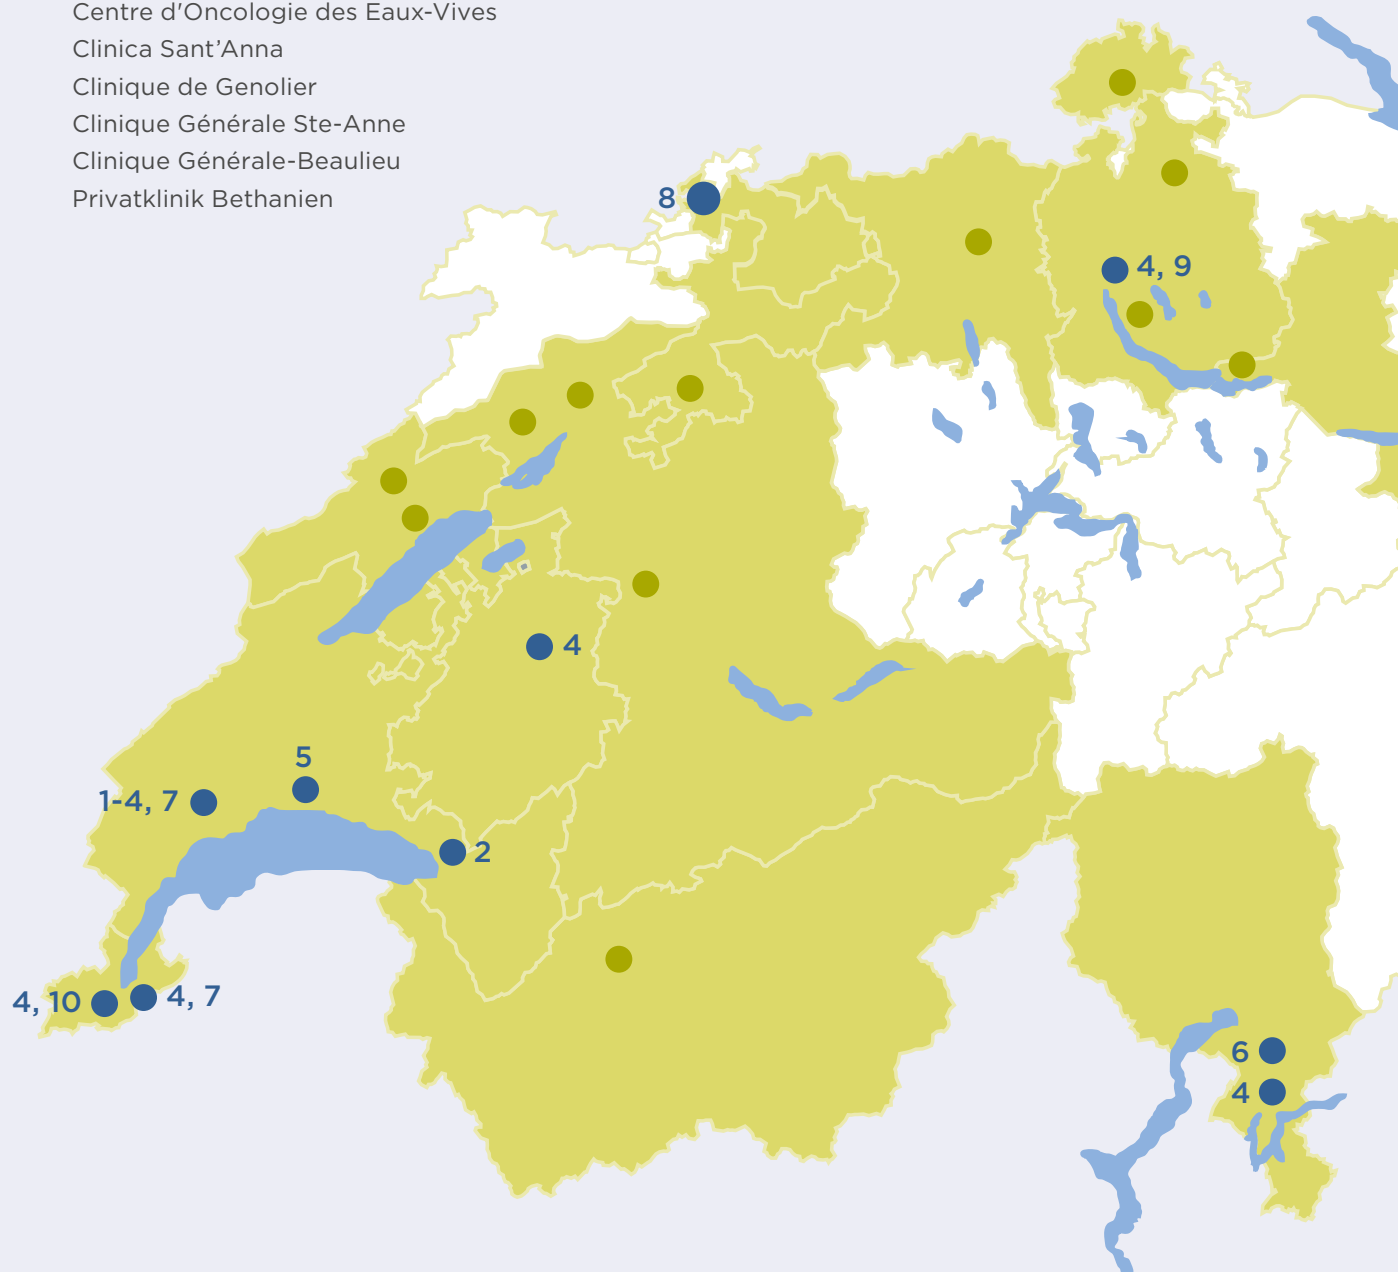 Centre d'Oncologie des Eaux-Vives
Clinica Sant’Anna
Clinique de Genolier
Clinique Générale Ste-Anne
Clinique Générale-Beaulieu
Privatklinik Bethanien
8
4, 9
4
5
1-4, 7
2
4, 10
4, 7
6
4